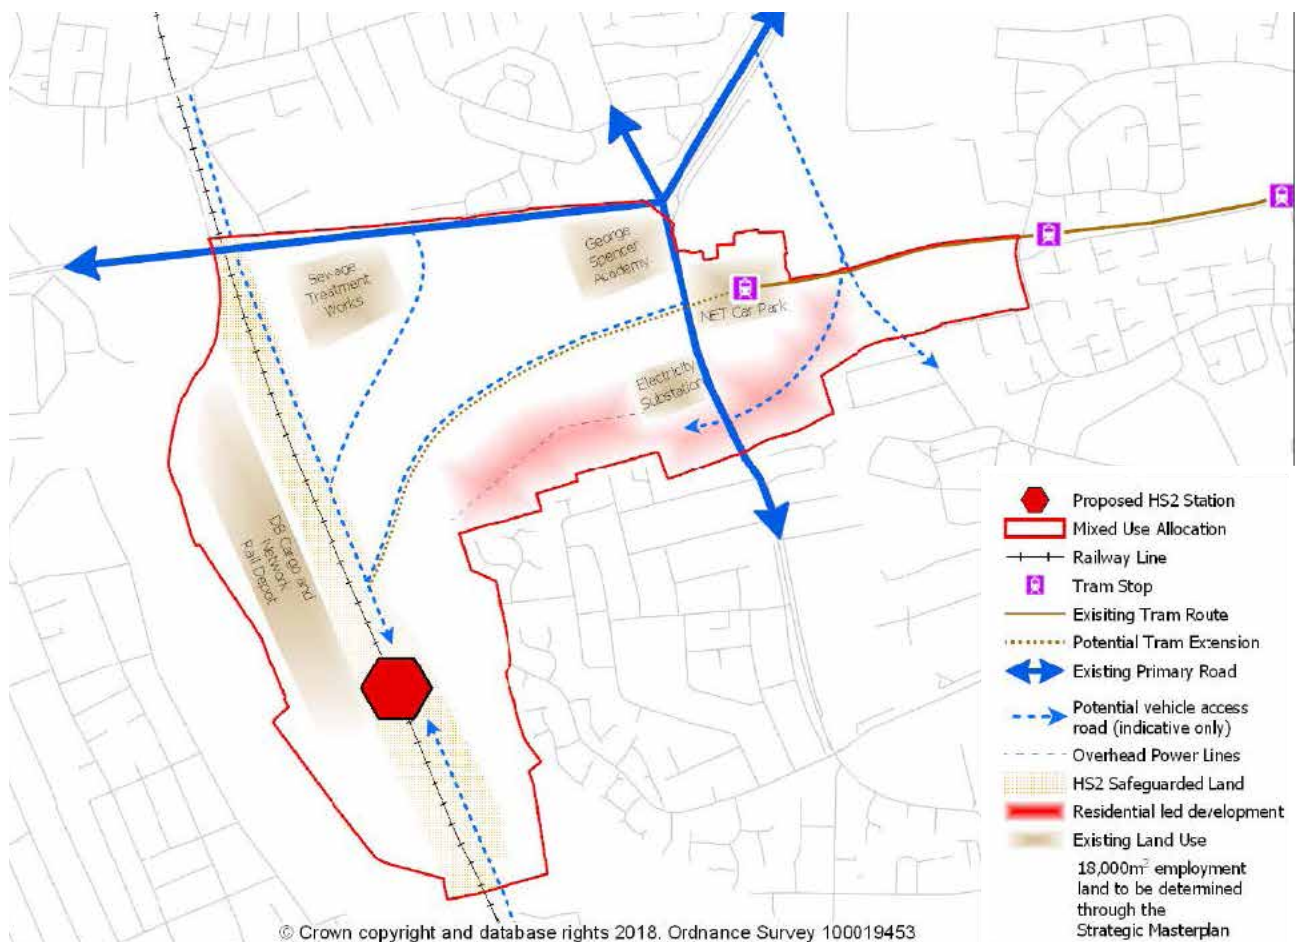 George
Spencer
Academy
Sewage
Treatment
Works
NET Car Park
Electricity
Substation
DB Cargo and
Network
Rail Depot
Proposed HS2 Station
Mixed Use Allocation
Railway Line
Tram Stop
Exisiting Tram Route
Potential Tram Extension
Existing Primary Road
Potential vehicle access
road (indicative only)
Overhead Power Lines
HS2 Safeguarded Land
Residential led development
Existing Land Use
18,000m² employment
land to be determined
through the
Strategic Masterplan
© Crown copyright and database rights 2018. Ordnance Survey 100019453